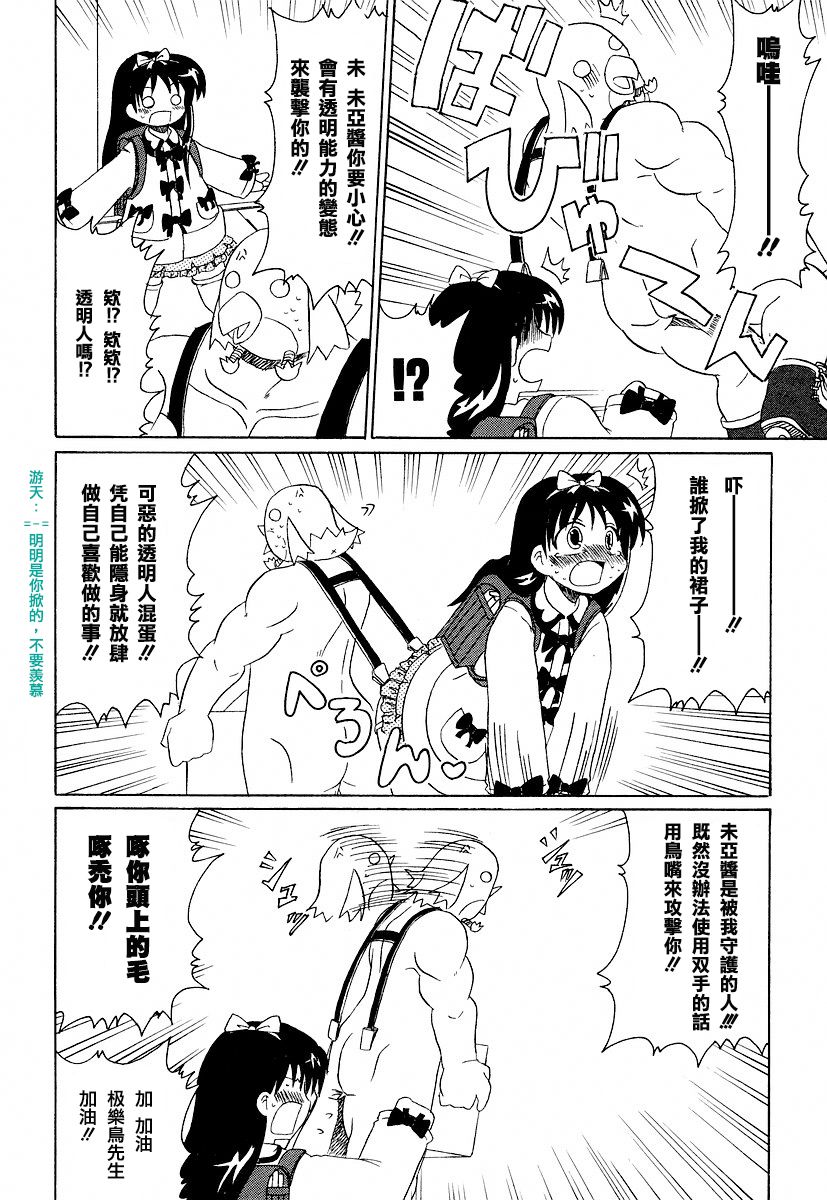 嗚哇
━━!!
ばびゅーん
!?
未 未亞醬你要小心!!
會有透明能力的變態
來襲擊你的!!
欸!? 欸欸!?
透明人嗎!?
吓━━!!
誰掀了我的裙子━━!!
ぺろん
可惡的透明人混蛋!!
凭自己能隱身就放肆
做自己喜歡做的事!!
游天：=-= 明明是你掀的，不要羨慕
未亞醬是被我守護的人!!!
既然沒辦法使用双手的話
用鳥嘴來攻擊你!!
啄你頭上的毛
啄禿你!!
加 加油
极樂鳥先生
加油!!